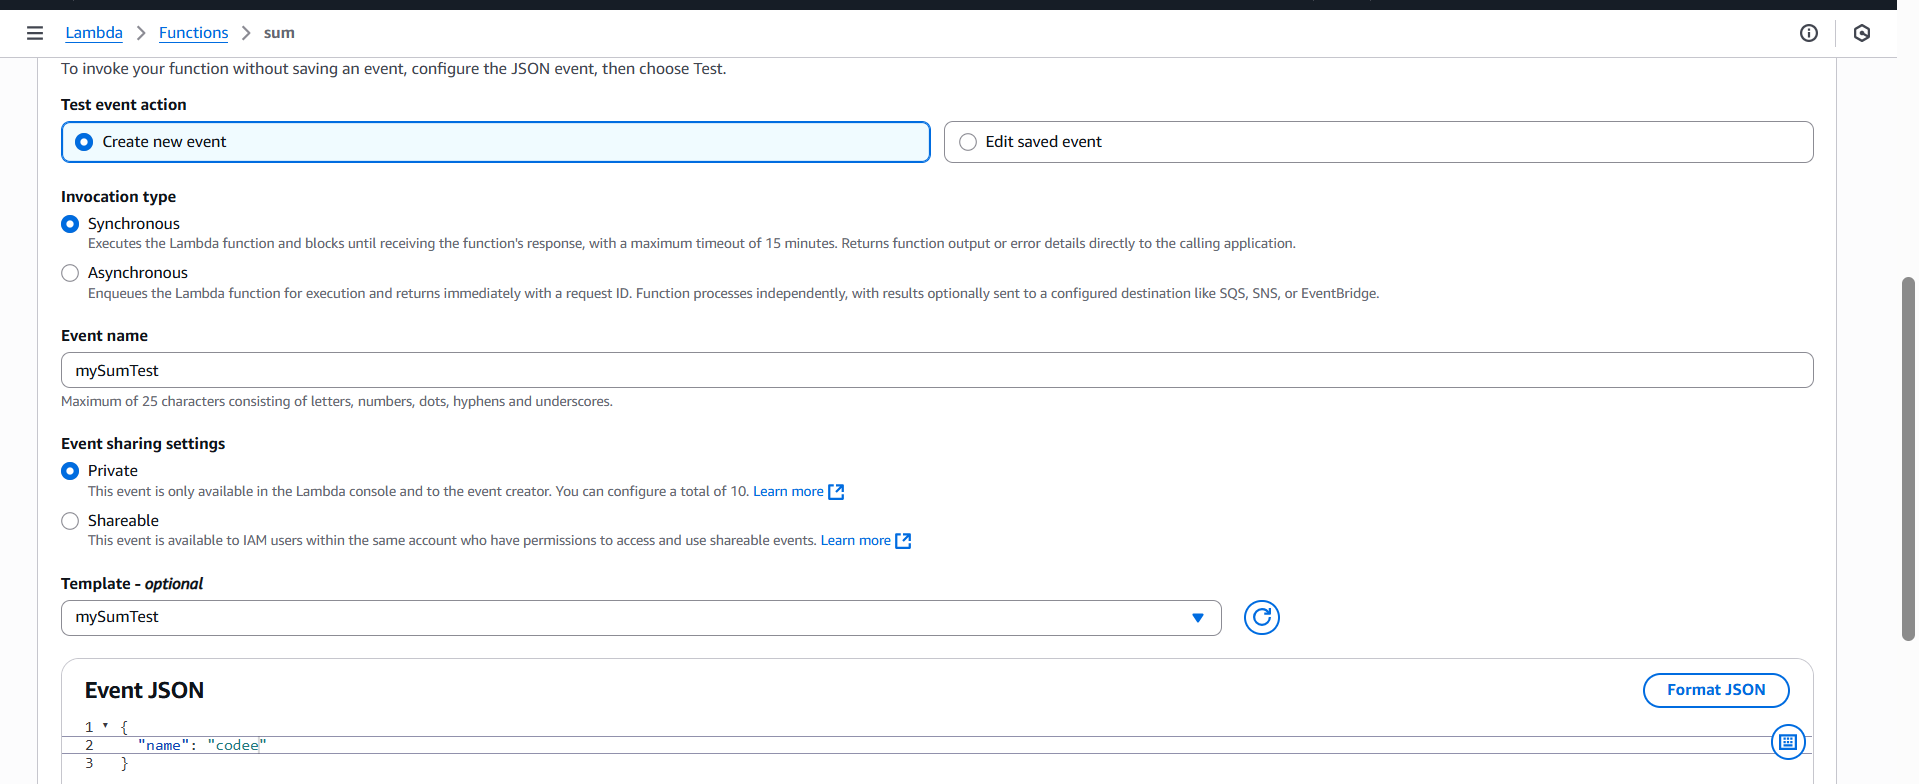 Lambda > Functions > sum
To invoke your function without saving an event, configure the JSON event, then choose Test.
Test event action
Create new event
Edit saved event
Invocation type
Synchronous
Executes the Lambda function and blocks until receiving the function's response, with a maximum timeout of 15 minutes. Returns function output or error details directly to the calling application.
Asynchronous
Enqueues the Lambda function for execution and returns immediately with a request ID. Function processes independently, with results optionally sent to a configured destination like SQS, SNS, or EventBridge.
Event name
mySumTest
Maximum of 25 characters consisting of letters, numbers, dots, hyphens and underscores.
Event sharing settings
Private
This event is only available in the Lambda console and to the event creator. You can configure a total of 10. Learn more
Shareable
This event is available to IAM users within the same account who have permissions to access and use shareable events. Learn more
Template - optional
mySumTest
Event JSON
Format JSON
1 {
2 "name": "codee"
3 }